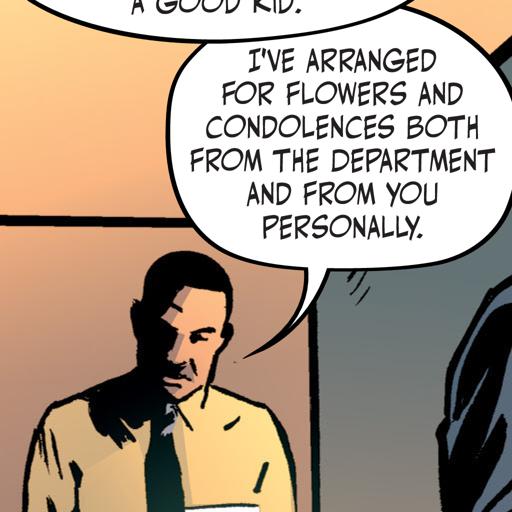 A GOOD KID.
I'VE ARRANGED
FOR FLOWERS AND
CONDOLENCES BOTH
FROM THE DEPARTMENT
AND FROM YOU
PERSONALLY.